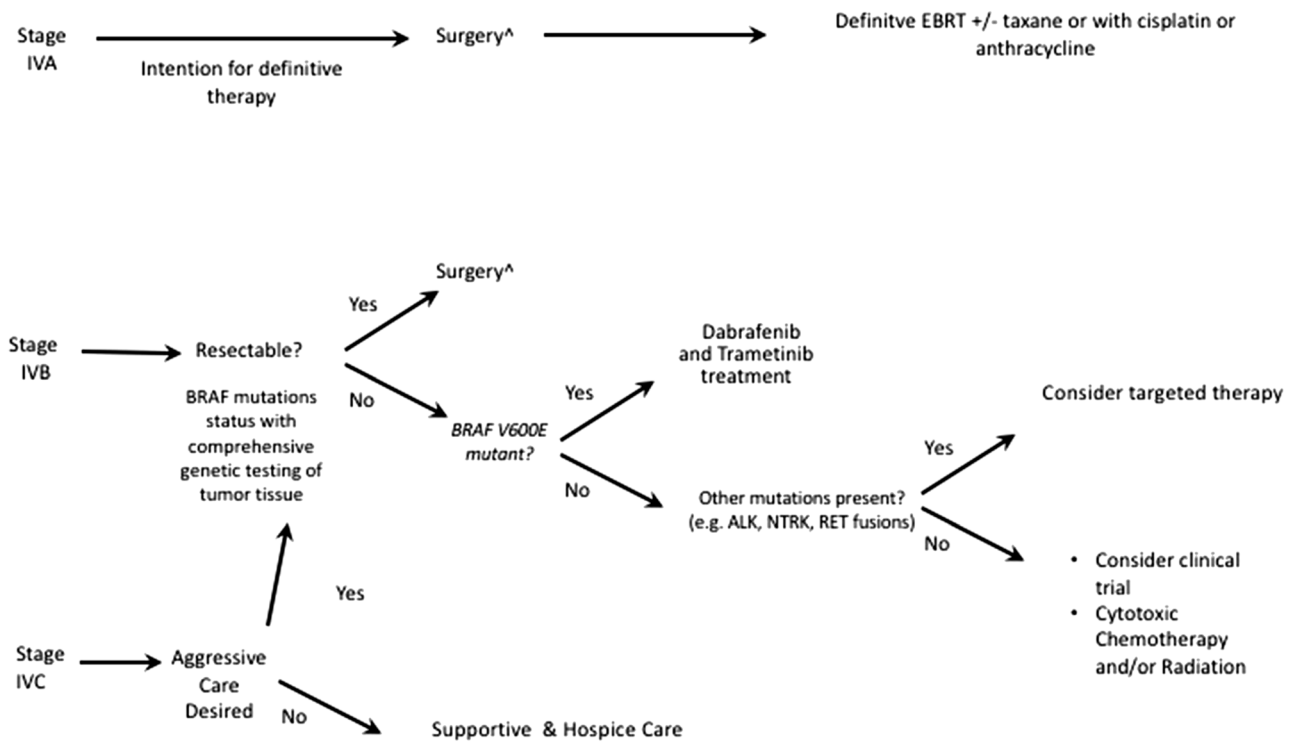 Stage
IVA
Intention for definitive
therapy
Surgery^
Definitve EBRT +/- taxane or with cisplatin or
anthracycline
Stage
IVB
Resectable?
BRAF mutations
status with
comprehensive
genetic testing of
tumor tissue
Yes
Surgery^
No
BRAF V600E
mutant?
Yes
Dabrafenib
and Trametinib
treatment
No
Other mutations present?
(e.g. ALK, NTRK, RET fusions)
Yes
Consider targeted therapy
No
• Consider clinical
trial
• Cytotoxic
Chemotherapy
and/or Radiation
Stage
IVC
Aggressive
Care
Desired
Yes
No
Supportive & Hospice Care